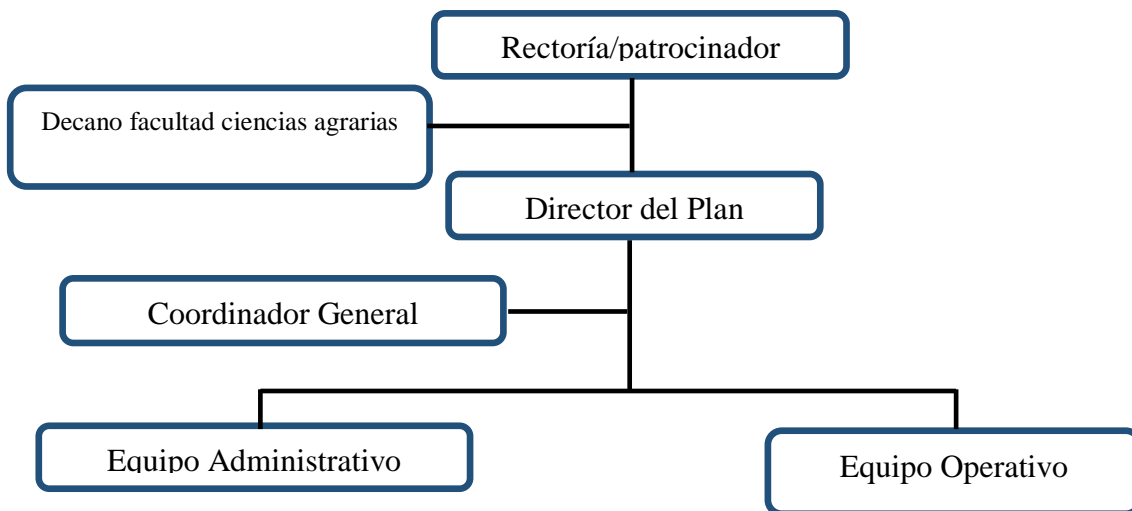 Rectoría/patrocinador
Decano facultad ciencias agrarias
Director del Plan
Coordinador General
Equipo Administrativo
Equipo Operativo